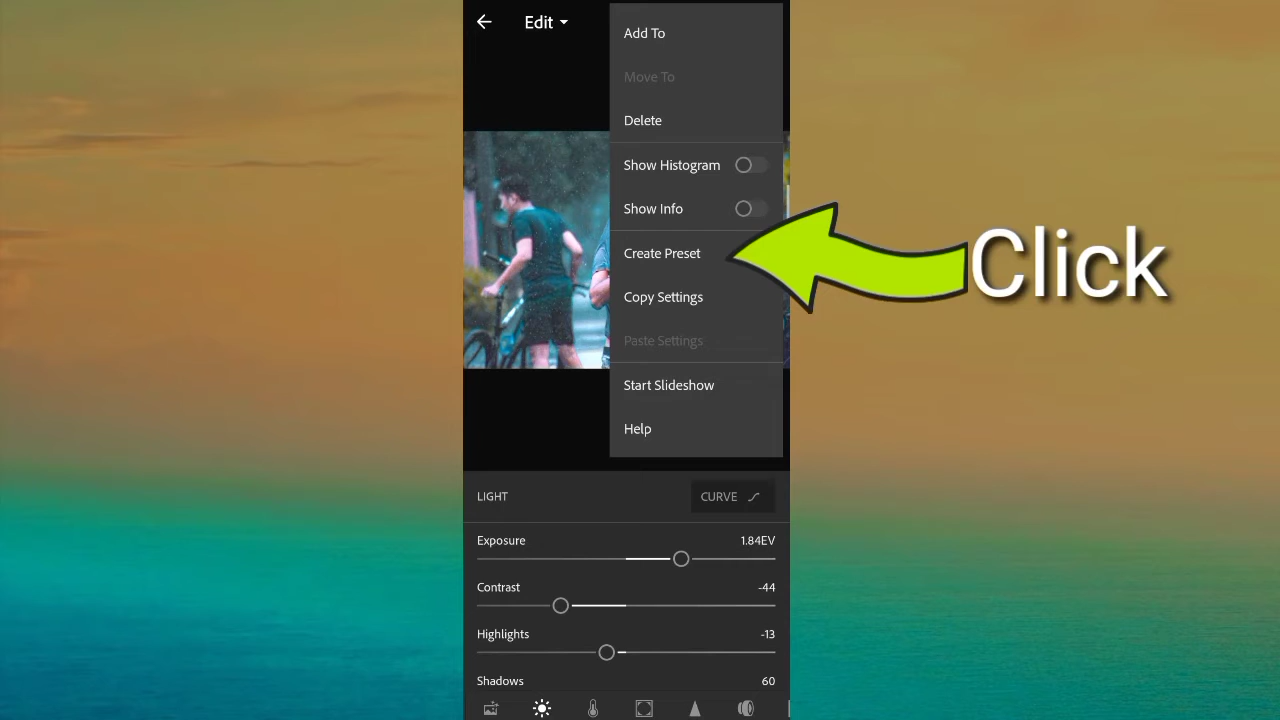 Edit
Add To
Move To
Delete
Show Histogram
Show Info
Create Preset
Click
Copy Settings
Paste Settings
Start Slideshow
Help
LIGHT CURVE
Exposure 1.84EV
Contrast -44
Highlights -13
Shadows 60